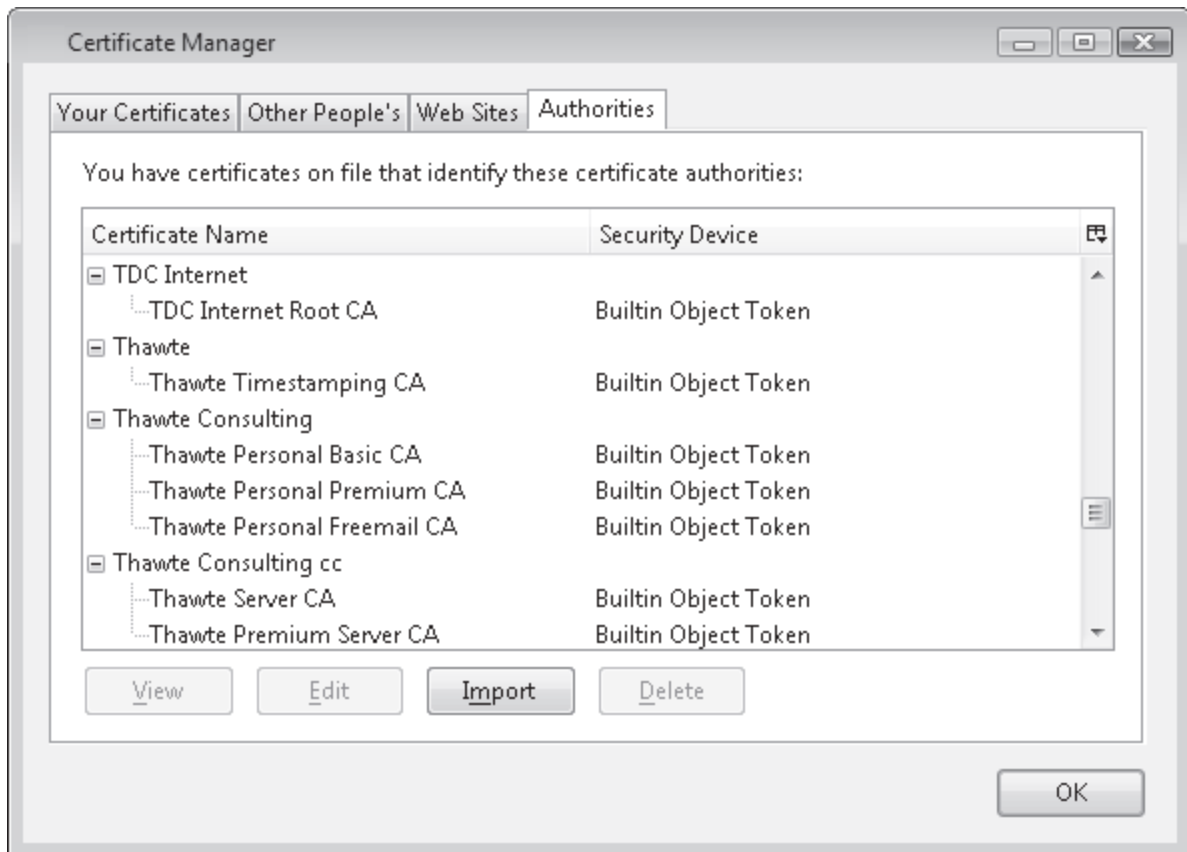 Certificate Manager
Your Certificates Other People's Web Sites Authorities
You have certificates on file that identify these certificate authorities:
Certificate Name Security Device
TDC Internet
TDC Internet Root CA Builtin Object Token
Thawte
Thawte Timestamping CA Builtin Object Token
Thawte Consulting
Thawte Personal Basic CA Builtin Object Token
Thawte Personal Premium CA Builtin Object Token
Thawte Personal Freemail CA Builtin Object Token
Thawte Consulting cc
Thawte Server CA Builtin Object Token
Thawte Premium Server CA Builtin Object Token
View Edit Import Delete
OK